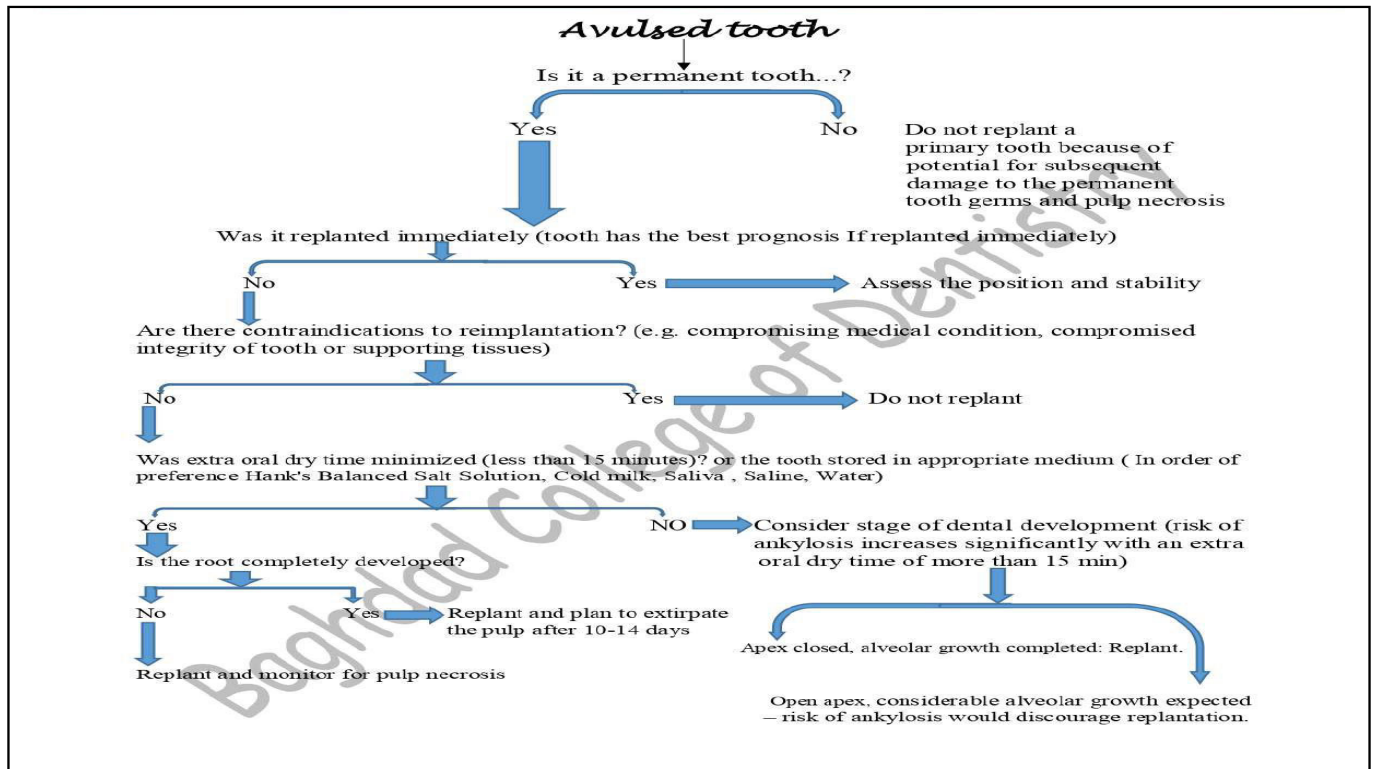 Avulsed tooth
Is it a permanent tooth...?
Yes
No
Do not replant a
primary tooth because of
potential for subsequent
damage to the permanent
tooth germs and pulp necrosis
Was it replanted immediately (tooth has the best prognosis If replanted immediately)
No
Yes
Assess the position and stability
Are there contraindications to reimplantation? (e.g. compromising medical condition, compromised
integrity of tooth or supporting tissues)
No
Yes
Do not replant
Was extra oral dry time minimized (less than 15 minutes)? or the tooth stored in appropriate medium ( In order of
preference Hank's Balanced Salt Solution, Cold milk, Saliva , Saline, Water)
Yes
NO
Consider stage of dental development (risk of
ankylosis increases significantly with an extra
oral dry time of more than 15 min)
Is the root completely developed?
No
Yes
Replant and plan to extirpate
the pulp after 10-14 days
Replant and monitor for pulp necrosis
Apex closed, alveolar growth completed: Replant.
Open apex, considerable alveolar growth expected
– risk of ankylosis would discourage replantation.
Baghdad College of Dentistry